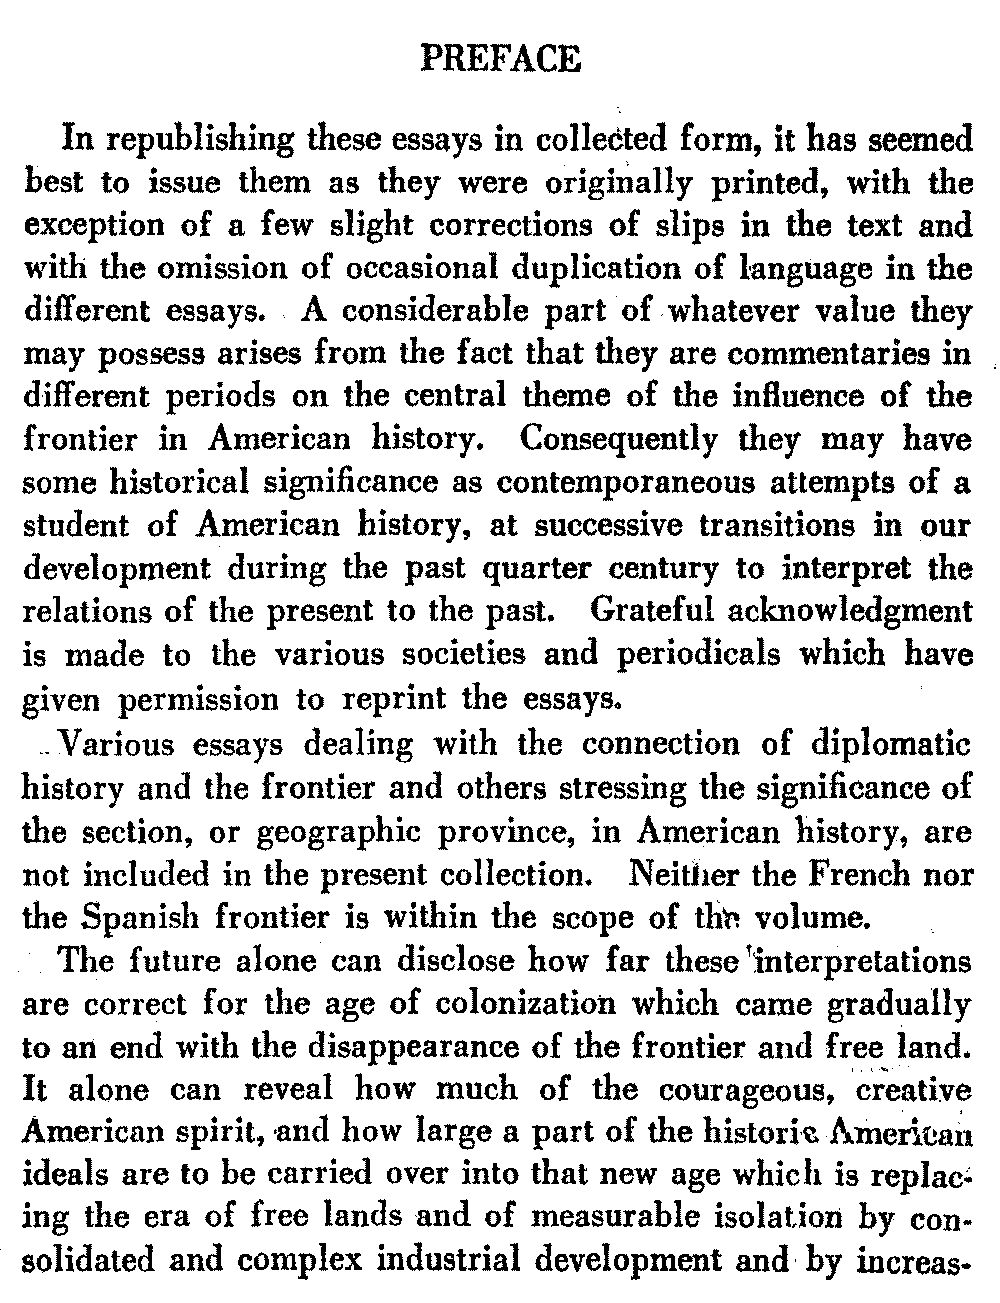 PREFACE
In republishing these essays in collected form, it has seemed
best to issue them as they were originally printed, with the
exception of a few slight corrections of slips in the text and
with the omission of occasional duplication of language in the
different essays. A considerable part of whatever value they
may possess arises from the fact that they are commentaries in
different periods on the central theme of the influence of the
frontier in American history. Consequently they may have
some historical significance as contemporaneous attempts of a
student of American history, at successive transitions in our
development during the past quarter century to interpret the
relations of the present to the past. Grateful acknowledgment
is made to the various societies and periodicals which have
given permission to reprint the essays.
Various essays dealing with the connection of diplomatic
history and the frontier and others stressing the significance of
the section, or geographic province, in American history, are
not included in the present collection. Neither the French nor
the Spanish frontier is within the scope of the volume.
The future alone can disclose how far these interpretations
are correct for the age of colonization which came gradually
to an end with the disappearance of the frontier and free land.
It alone can reveal how much of the courageous, creative
American spirit, and how large a part of the historic American
ideals are to be carried over into that new age which is replac-
ing the era of free lands and of measurable isolation by con-
solidated and complex industrial development and by increas-